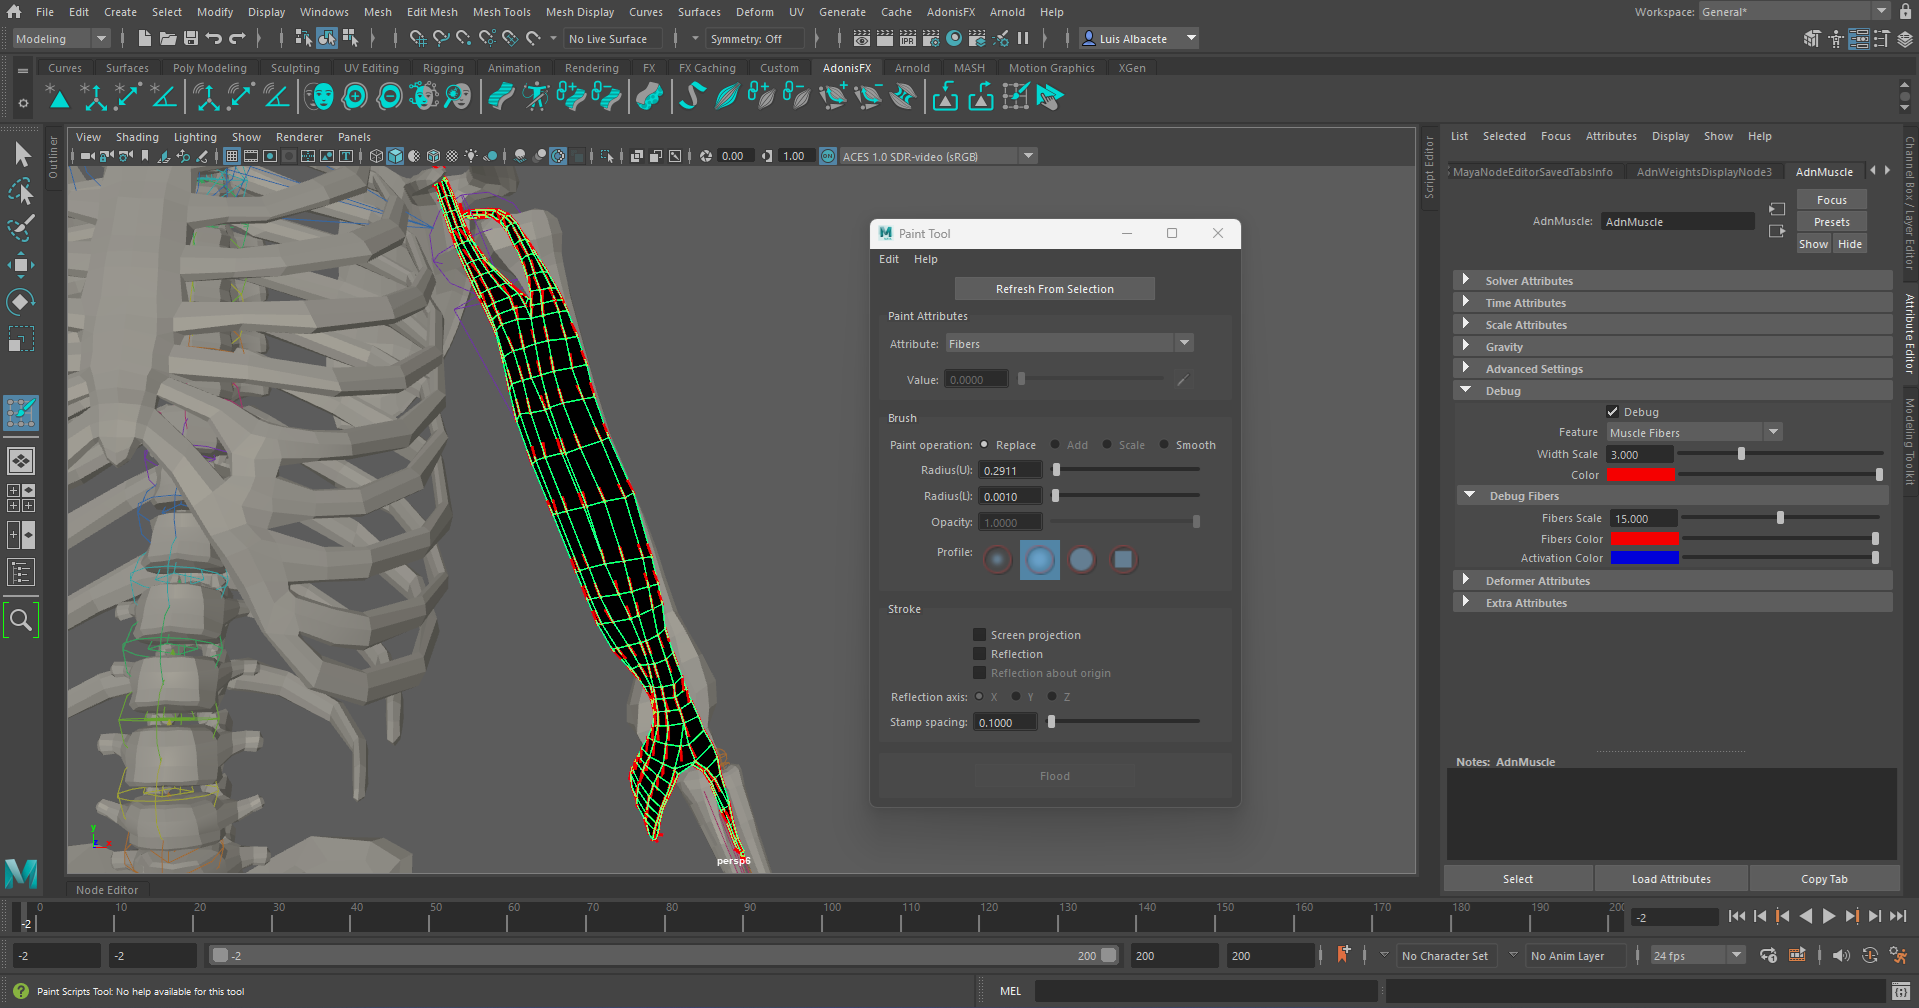 File Edit Create Select Modify Display Windows Mesh Edit Mesh Mesh Tools Mesh Display Curves Surfaces Deform UV Generate Cache AdonisFX Arnold Help
Workspace: General*
Modeling
No Live Surface
Symmetry: Off
Luis Albacete
Curves Surfaces Poly Modeling Sculpting UV Editing Rigging Animation Rendering FX FX Caching Custom AdonisFX Arnold MASH Motion Graphics XGen
Outliner
View Shading Lighting Show Renderer Panels
0.00
1.00
ON
ACES 1.0 SDR-video (sRGB)
IPR
persp6
y
z
Node Editor
Paint Tool
Edit Help
Refresh From Selection
Paint Attributes
Attribute: Fibers
Value: 0.0000
Brush
Paint operation: Replace Add Scale Smooth
Radius(U): 0.2911
Radius(L): 0.0010
Opacity: 1.0000
Profile:
Stroke
Screen projection
Reflection
Reflection about origin
Reflection axis: X Y Z
Stamp spacing: 0.1000
Flood
Script Editor
List Selected Focus Attributes Display Show Help
MayaNodeEditorSavedTabsInfo AdnWeightsDisplayNode3 AdnMuscle
AdnMuscle: AdnMuscle
Focus
Presets
Show Hide
Solver Attributes
Time Attributes
Scale Attributes
Gravity
Advanced Settings
Debug
Debug
Feature Muscle Fibers
Width Scale 3.000
Color
Debug Fibers
Fibers Scale 15.000
Fibers Color
Activation Color
Deformer Attributes
Extra Attributes
Notes: AdnMuscle
Select Load Attributes Copy Tab
Channel Box / Layer Editor
Attribute Editor
Modeling Toolkit
-2
0 10 20 30 40 50 60 70 80 90 100 110 120 130 140 150 160 170 180 190 200
-2
-2
-2
-2
200
200
200
No Character Set
No Anim Layer
24 fps
Paint Scripts Tool: No help available for this tool
MEL